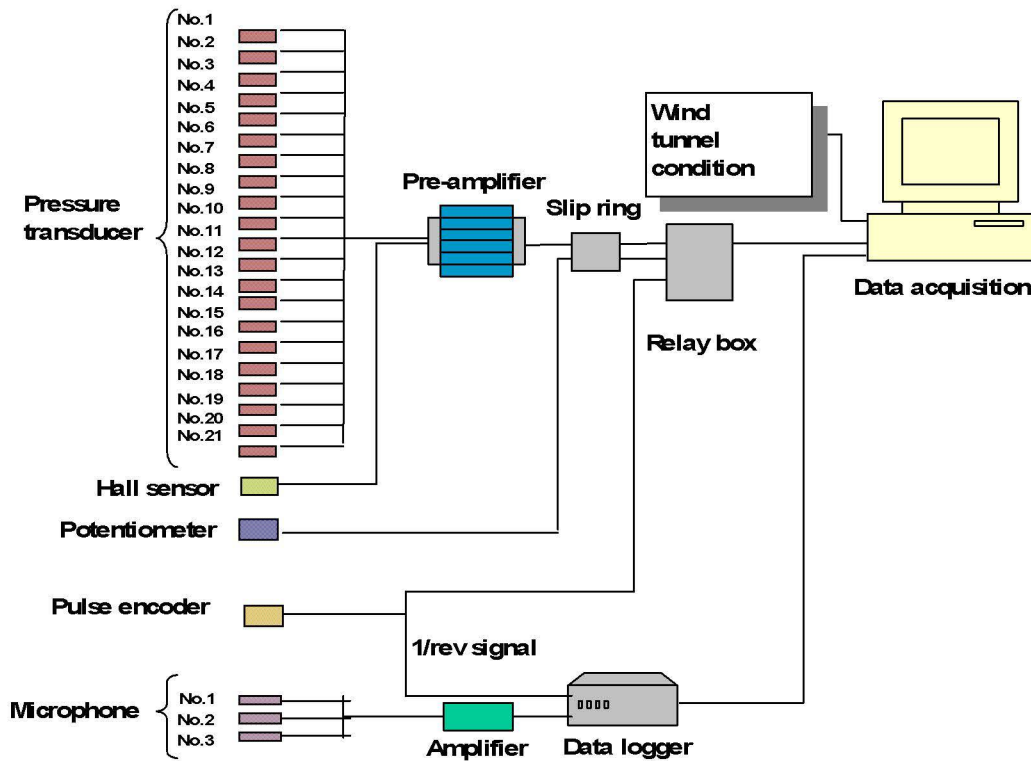 No.1
No.2
No.3
No.4
No.5
No.6
No.7
No.8
No.9
No.10
No.11
No.12
No.13
No.14
No.15
No.16
No.17
No.18
No.19
No.20
No.21
Pressure
transducer
Hall sensor
Potentiometer
Pulse encoder
Microphone
No.1
No.2
No.3
Pre-amplifier
Slip ring
Wind
tunnel
condition
Relay box
Data acquisition
1/rev signal
Amplifier
Data logger